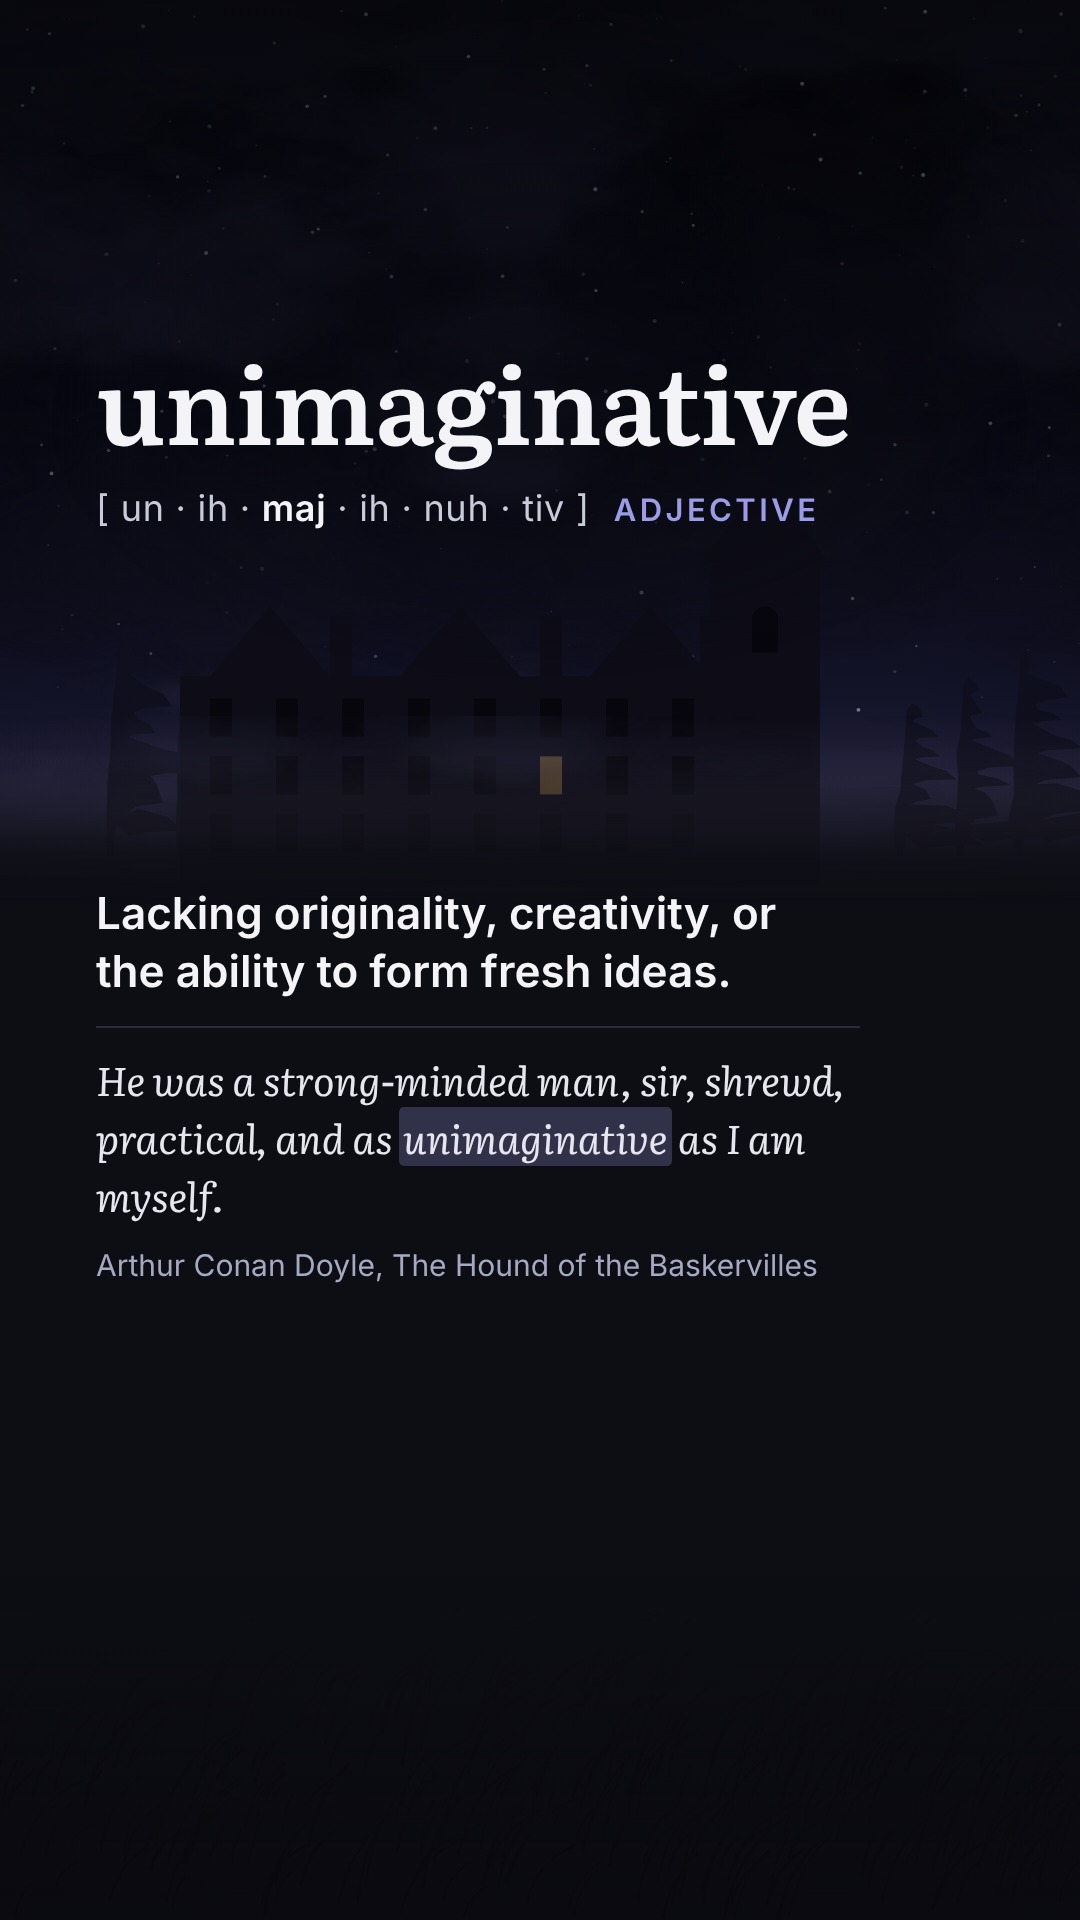 unimaginative
[ un · ih · maj · ih · nuh · tiv ] ADJECTIVE
Lacking originality, creativity, or
the ability to form fresh ideas.
He was a strong-minded man, sir, shrewd,
practical, and as unimaginative as I am
myself.
Arthur Conan Doyle, The Hound of the Baskervilles